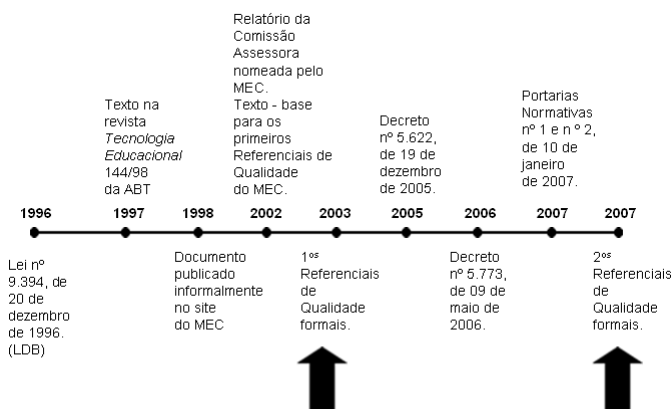 Relatório da
Comissão
Assessora
nomeada pelo
MEC.
Texto - base
para os
primeiros
Referenciais de
Qualidade
do MEC.
Texto na
revista
Tecnologia
Educacional
144/98
da ABT
Decreto
nº 5.622,
de 19 de
dezembro
de 2005.
Portarias
Normativas
nº 1 e n º 2,
de 10 de
janeiro
de 2007.
1996 1997 1998 2002 2003 2005 2006 2007 2007
Lei nº
9.394, de
20 de
dezembro
de 1996.
(LDB)
Documento
publicado
informalmente
no site
do MEC
1ºs
Referenciais
de
Qualidade
formais.
Decreto
nº 5.773,
de 09 de
maio de
2006.
2ºs
Referenciais
de
Qualidade
formais.